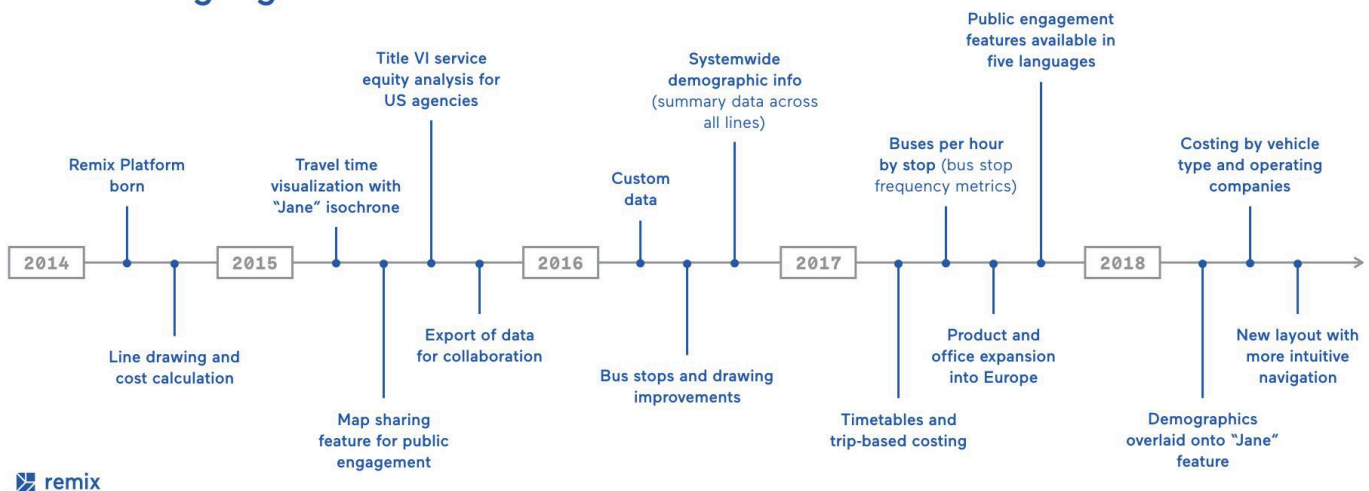 Public engagement
features available in
five languages
Title VI service
equity analysis for
US agencies
Systemwide
demographic info
(summary data across
all lines)
Remix Platform
born
Travel time
visualization with
"Jane" isochrone
Custom
data
Buses per hour
by stop (bus stop
frequency metrics)
Costing by vehicle
type and operating
companies
2014
2015
2016
2017
2018
Line drawing and
cost calculation
Export of data
for collaboration
Bus stops and drawing
improvements
Product and
office expansion
into Europe
New layout with
more intuitive
navigation
Map sharing
feature for public
engagement
Timetables and
trip-based costing
Demographics
overlaid onto "Jane"
feature
remix